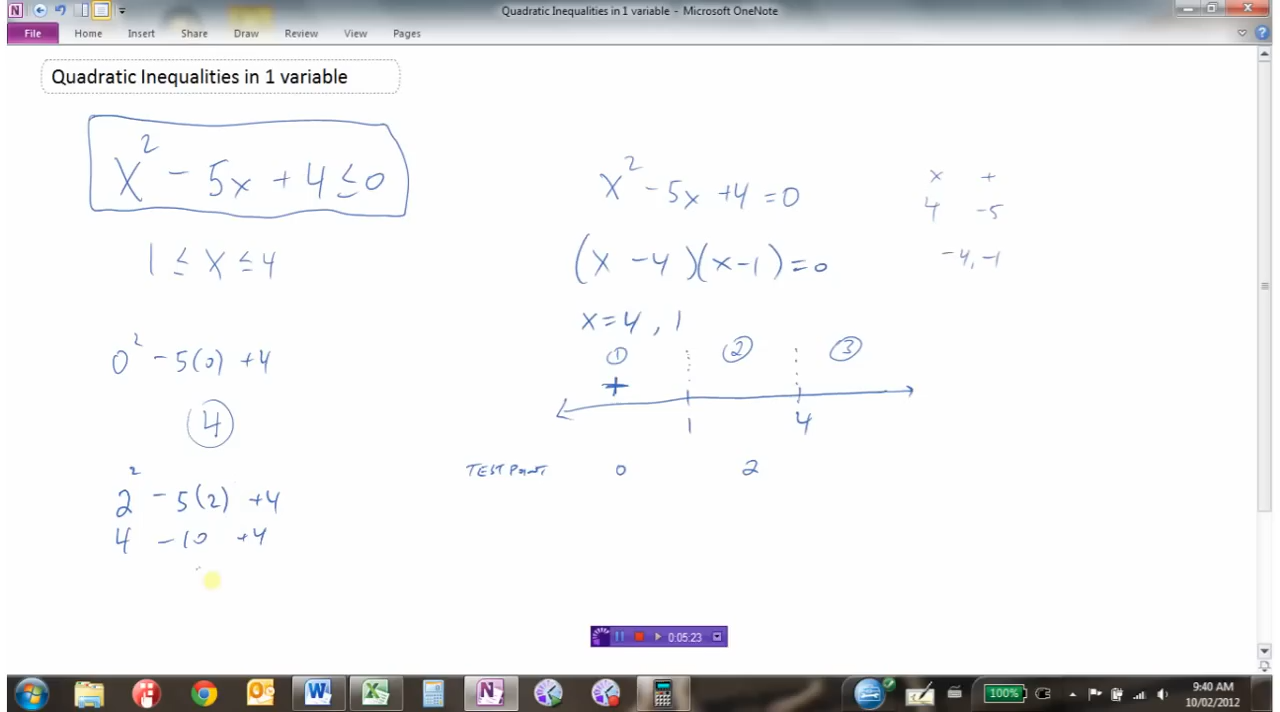 Quadratic Inequalities in 1 variable - Microsoft OneNote
File Home Insert Share Draw Review View Pages
Quadratic Inequalities in 1 variable
x² - 5x + 4 ≤ 0
1 ≤ x ≤ 4
0² - 5(0) + 4
4
2² - 5(2) + 4
4 - 10 + 4
x² - 5x + 4 = 0
(x - 4)(x - 1) = 0
x = 4, 1
① ② ③
+
1 4
TEST POINT 0 2
x +
4 -5
-4, -1
0:05:23
100%
9:40 AM
10/02/2012